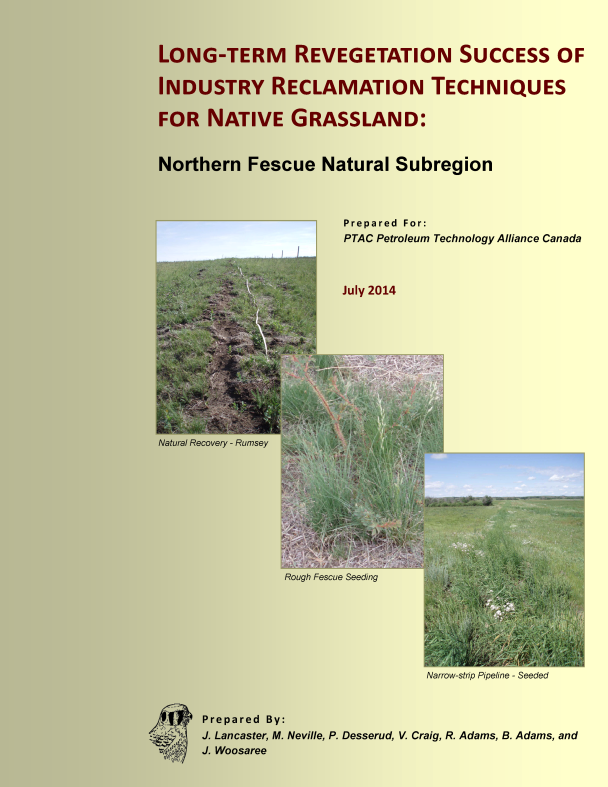 Long-term Revegetation Success of
Industry Reclamation Techniques
for Native Grassland:
Northern Fescue Natural Subregion
Prepared For:
PTAC Petroleum Technology Alliance Canada
July 2014
Natural Recovery - Rumsey
Rough Fescue Seeding
Narrow-strip Pipeline - Seeded
Prepared By:
J. Lancaster, M. Neville, P. Desserud, V. Craig, R. Adams, B. Adams, and
J. Woosaree